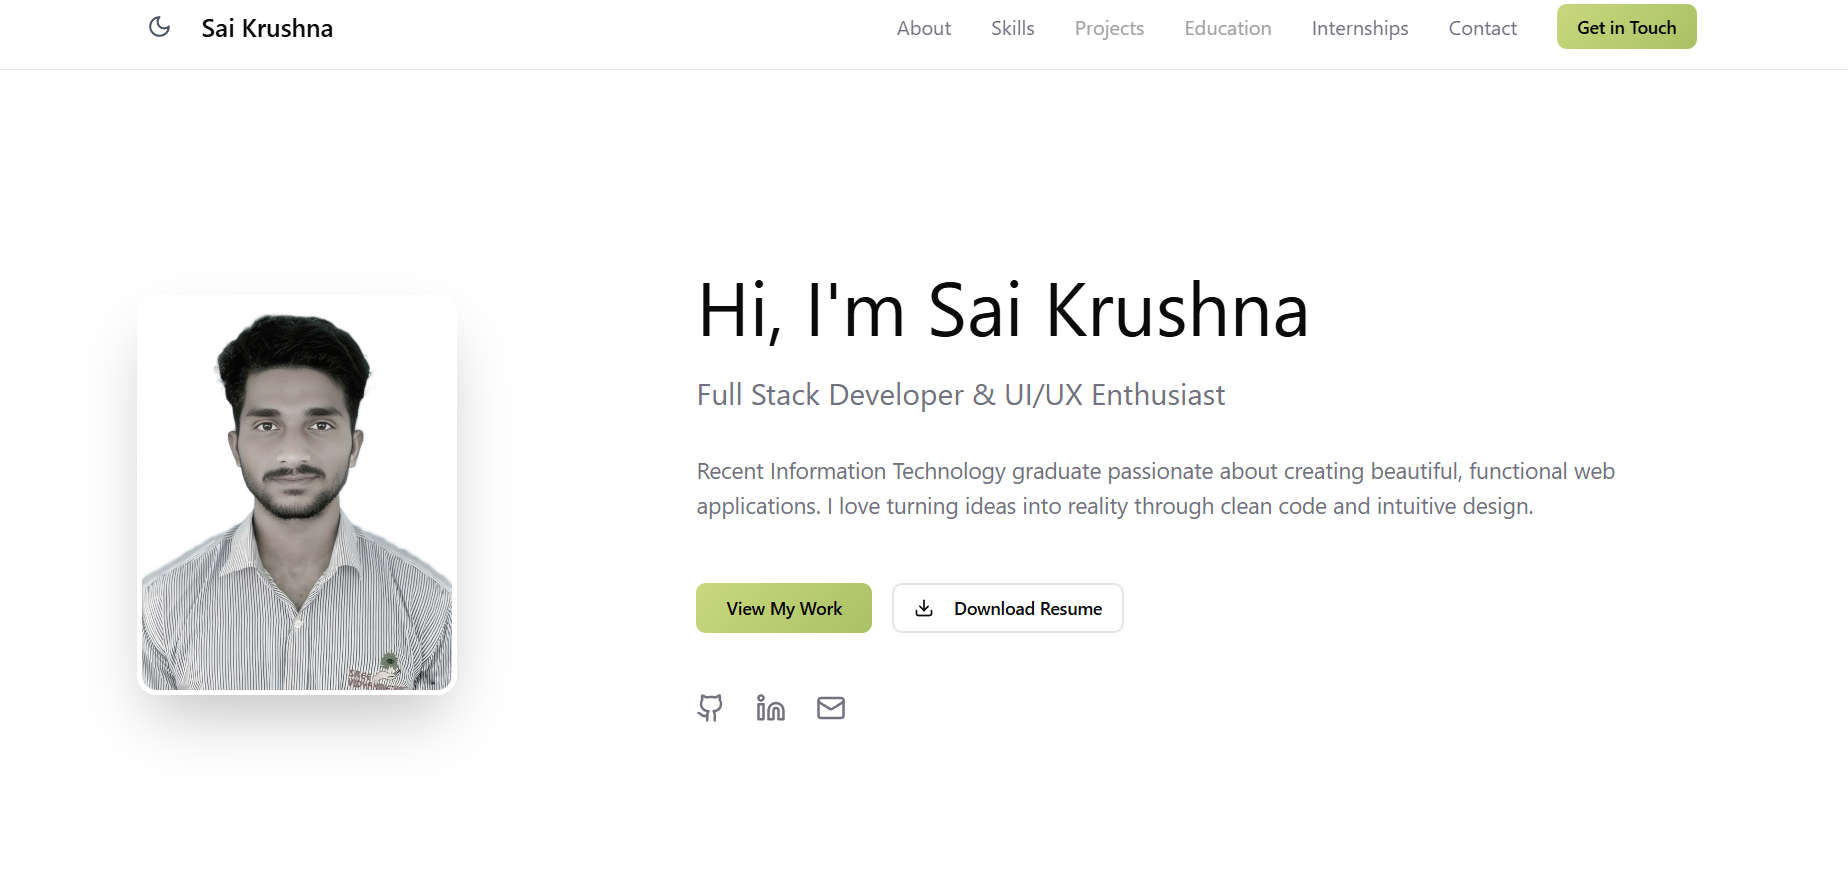 Sai Krushna
About Skills Projects Education Internships Contact Get in Touch
Hi, I'm Sai Krushna
Full Stack Developer & UI/UX Enthusiast
Recent Information Technology graduate passionate about creating beautiful, functional web
applications. I love turning ideas into reality through clean code and intuitive design.
View My Work Download Resume
in
SREE